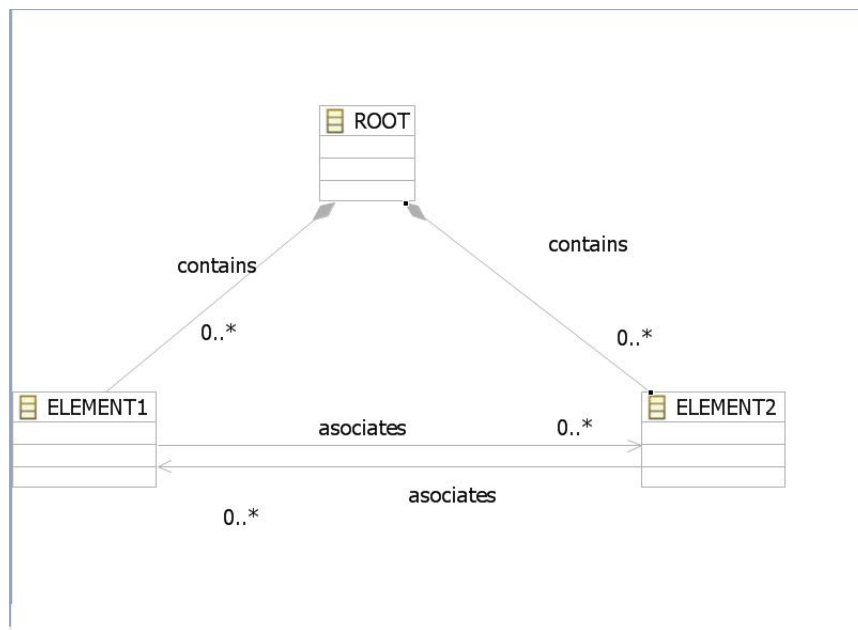 ROOT
contains
contains
0..*
0..*
ELEMENT1
ELEMENT2
asociates
0..*
asociates
0..*